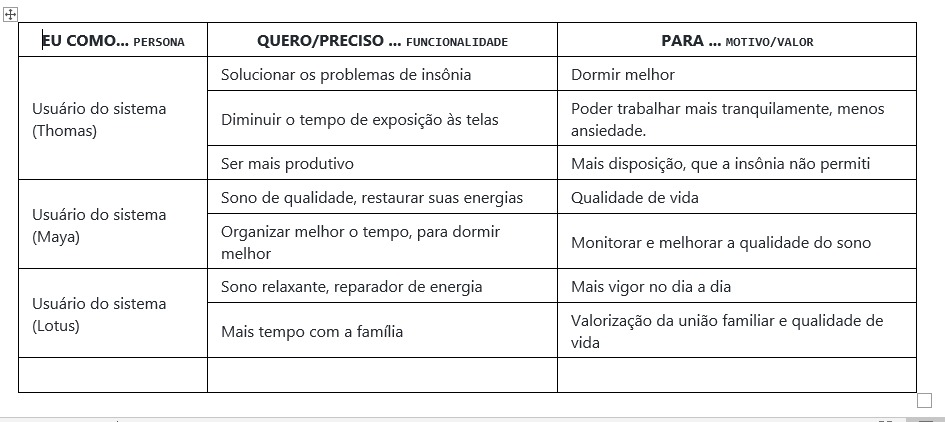 EU COMO... PERSONA
QUERO/PRECISO ... FUNCIONALIDADE
PARA ... MOTIVO/VALOR
Usuário do sistema
(Thomas)
Solucionar os problemas de insônia
Dormir melhor
Diminuir o tempo de exposição às telas
Poder trabalhar mais tranquilamente, menos
ansiedade.
Ser mais produtivo
Mais disposição, que a insônia não permiti
Usuário do sistema
(Maya)
Sono de qualidade, restaurar suas energias
Qualidade de vida
Organizar melhor o tempo, para dormir
melhor
Monitorar e melhorar a qualidade do sono
Usuário do sistema
(Lotus)
Sono relaxante, reparador de energia
Mais vigor no dia a dia
Mais tempo com a família
Valorização da união familiar e qualidade de
vida